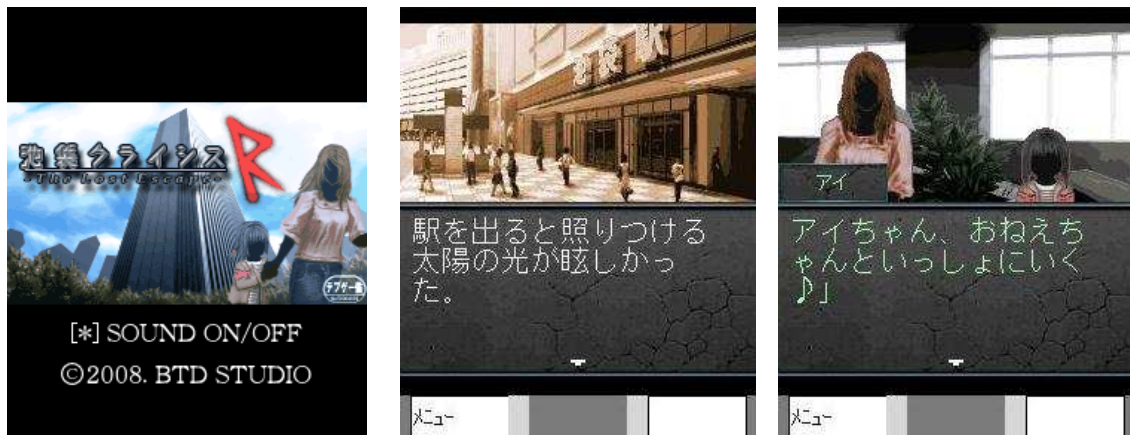 池袋クライシス
R
-The Lost Escape-
[*] SOUND ON/OFF
©2008. BTD STUDIO
池袋駅
駅を出ると照りつける
太陽の光が眩しかっ
た。
メニュー
アイ
アイちゃん、おねえち
ゃんといっしょにいく
♪」
メニュー